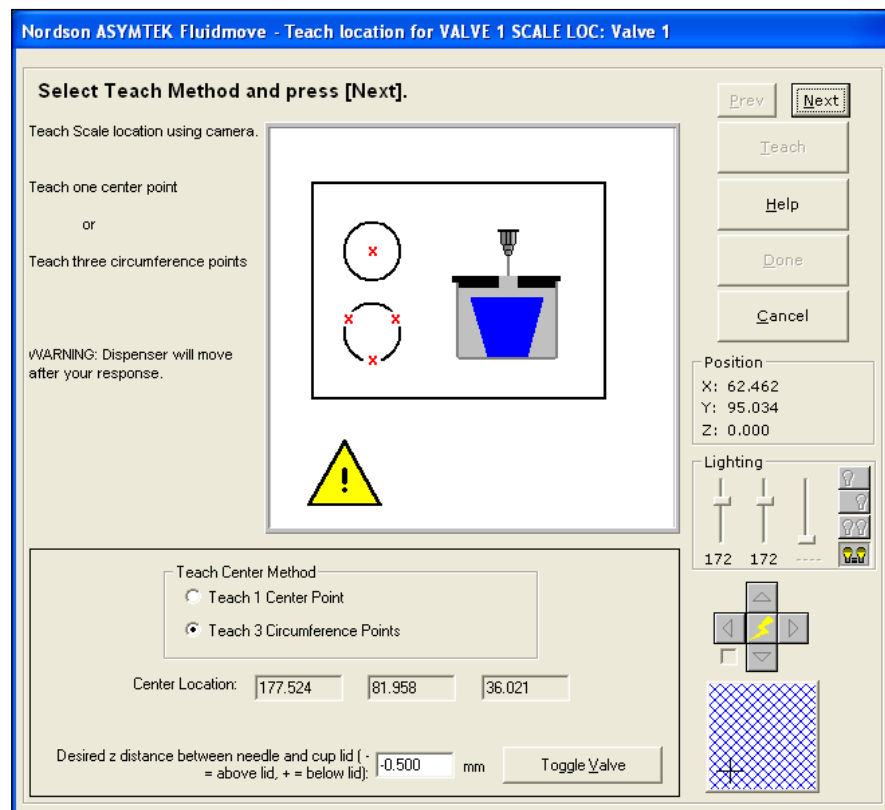 Nordson ASYMTEK Fluidmove - Teach location for VALVE 1 SCALE LOC: Valve 1
Select Teach Method and press [Next].
Teach Scale location using camera.
Teach one center point
or
Teach three circumference points
WARNING: Dispenser will move
after your response.
x
x x
x
!
Prev Next
Teach
Help
Done
Cancel
Position
X: 62.462
Y: 95.034
Z: 0.000
Lighting
172 172 ----
Teach Center Method
Teach 1 Center Point
Teach 3 Circumference Points
Center Location: 177.524 81.958 36.021
Desired z distance between needle and cup lid ( -
= above lid, + = below lid): -0.500 mm Toggle Valve